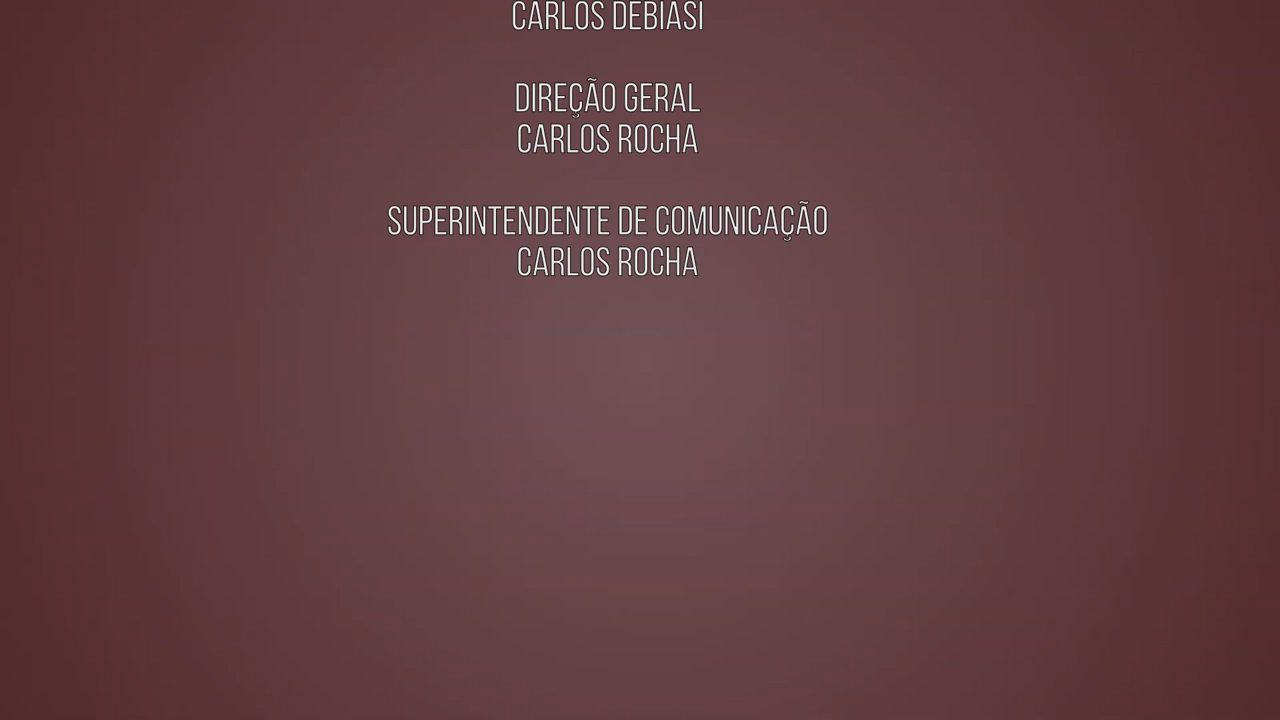 CARLOS DEBIASI
DIREÇÃO GERAL
CARLOS ROCHA
SUPERINTENDENTE DE COMUNICAÇÃO
CARLOS ROCHA